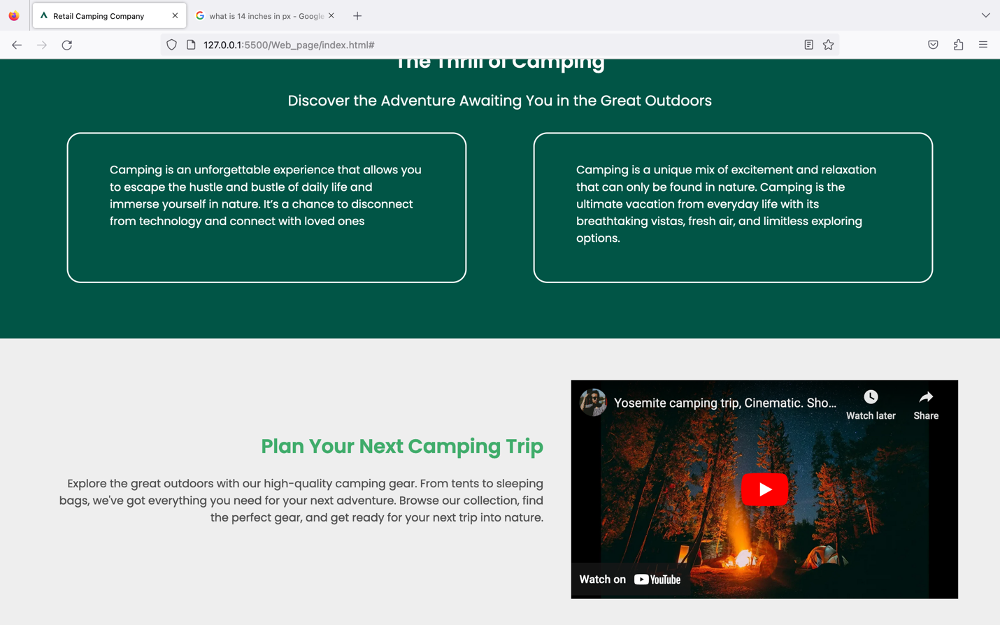 Retail Camping Company
what is 14 inches in px - Google
127.0.0.1:5500/Web_page/index.html#
The Thrill of Camping
Discover the Adventure Awaiting You in the Great Outdoors
Camping is an unforgettable experience that allows you
to escape the hustle and bustle of daily life and
immerse yourself in nature. It’s a chance to disconnect
from technology and connect with loved ones
Camping is a unique mix of excitement and relaxation
that can only be found in nature. Camping is the
ultimate vacation from everyday life with its
breathtaking vistas, fresh air, and limitless exploring
options.
Plan Your Next Camping Trip
Explore the great outdoors with our high-quality camping gear. From tents to sleeping
bags, we've got everything you need for your next adventure. Browse our collection, find
the perfect gear, and get ready for your next trip into nature.
Yosemite camping trip, Cinematic. Sho...
Watch later
Share
Watch on YouTube